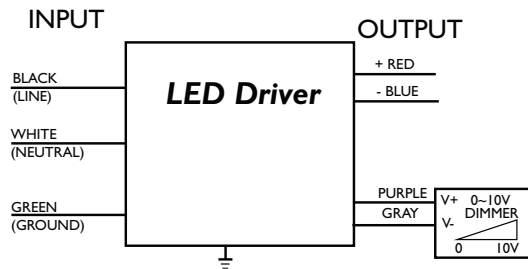 INPUT
OUTPUT
BLACK
(LINE)
WHITE
(NEUTRAL)
GREEN
(GROUND)
LED Driver
+ RED
- BLUE
PURPLE
GRAY
V+ 0~10V
DIMMER
V-
0 10V